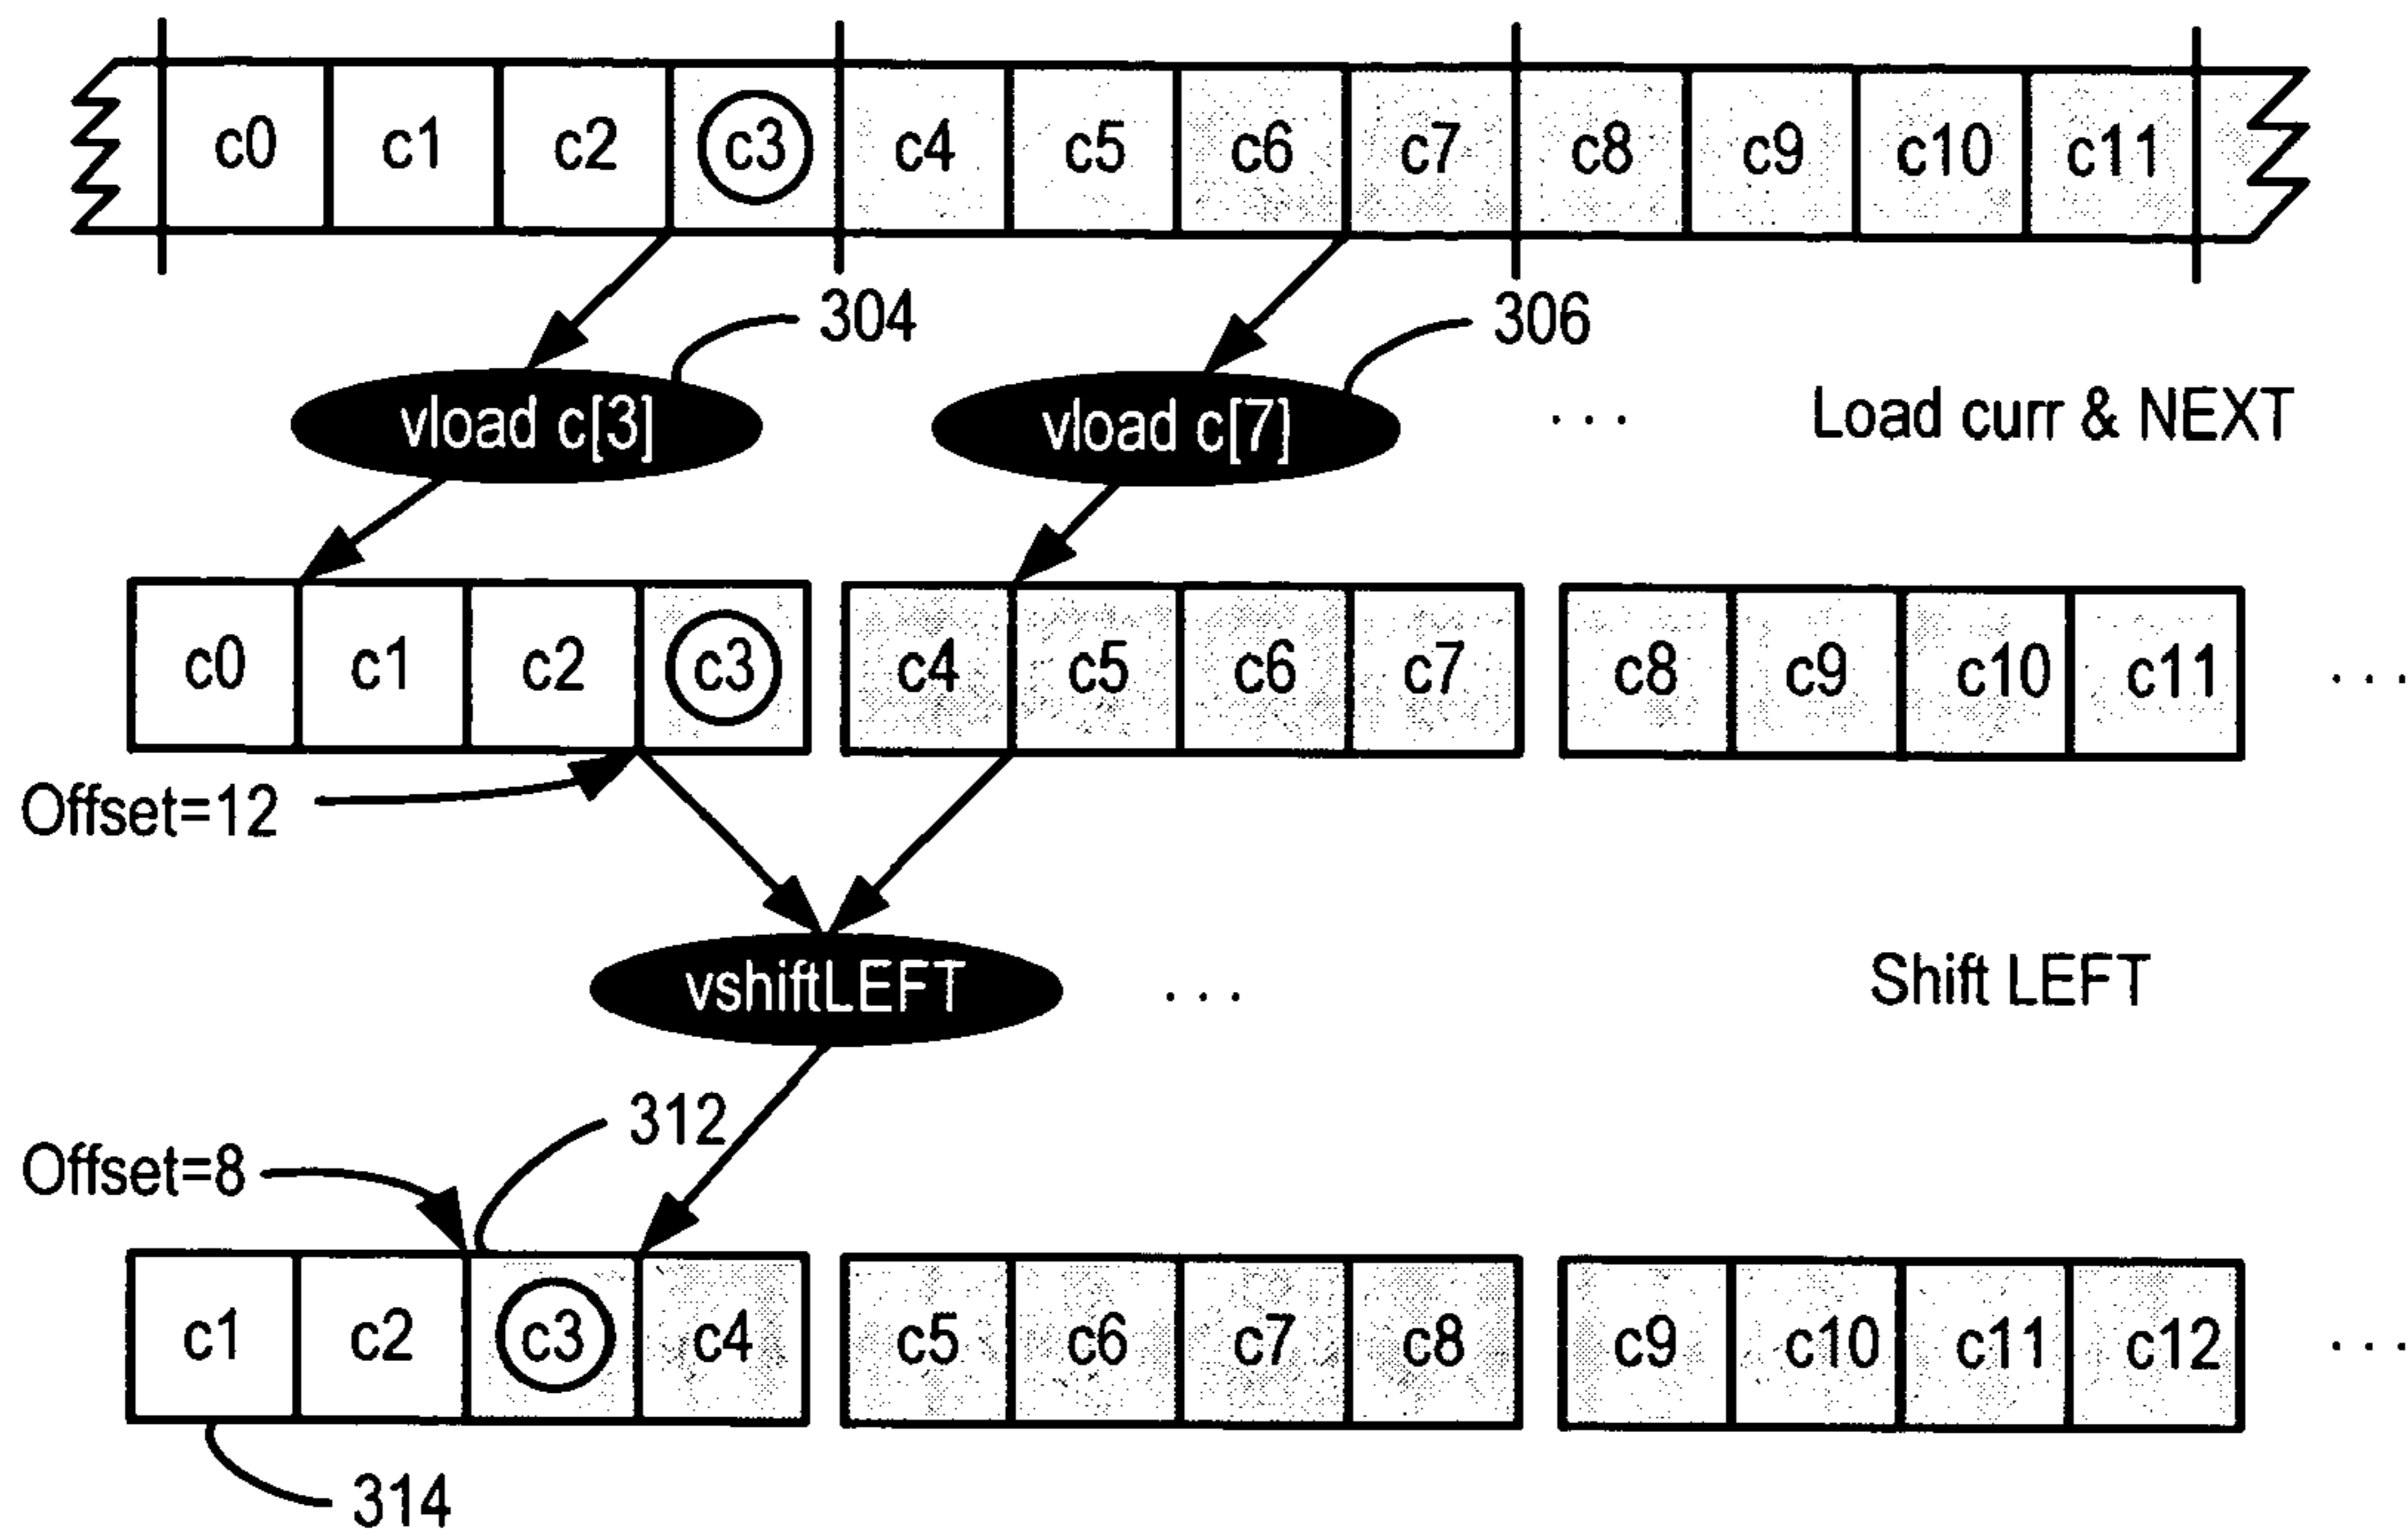 c0 c1 c2 c3 c4 c5 c6 c7 c8 c9 c10 c11
304 306
vload c[3] vload c[7] ... Load curr & NEXT
c0 c1 c2 c3 c4 c5 c6 c7 c8 c9 c10 c11 ...
Offset=12
vshiftLEFT ... Shift LEFT
312
Offset=8
c1 c2 c3 c4 c5 c6 c7 c8 c9 c10 c11 c12 ...
314